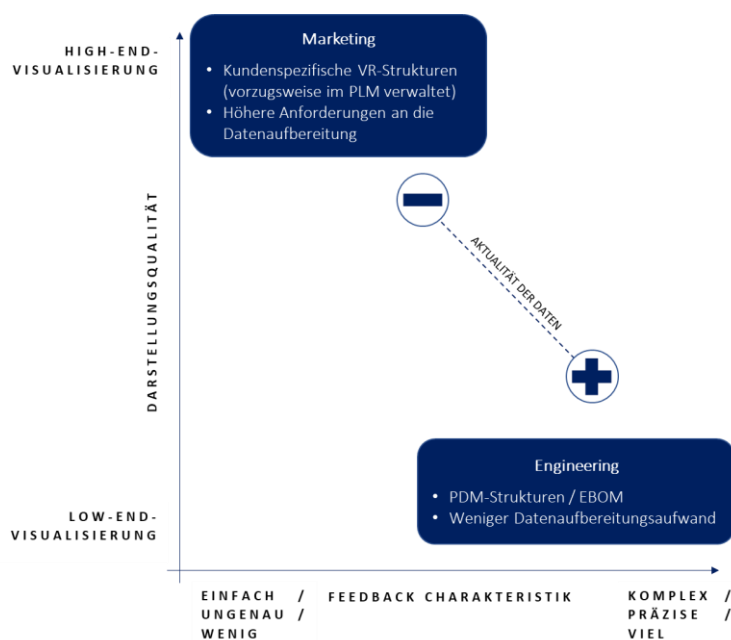 HIGH-END-
VISUALISIERUNG
Marketing
• Kundenspezifische VR-Strukturen
(vorzugsweise im PLM verwaltet)
• Höhere Anforderungen an die
Datenaufbereitung
DARSTELLUNGSQUALITÄT
AKTUALITÄT DER DATEN
Engineering
• PDM-Strukturen / EBOM
• Weniger Datenaufbereitungsaufwand
LOW-END-
VISUALISIERUNG
EINFACH /
UNGENAU /
WENIG
FEEDBACK CHARAKTERISTIK
KOMPLEX /
PRÄZISE /
VIEL